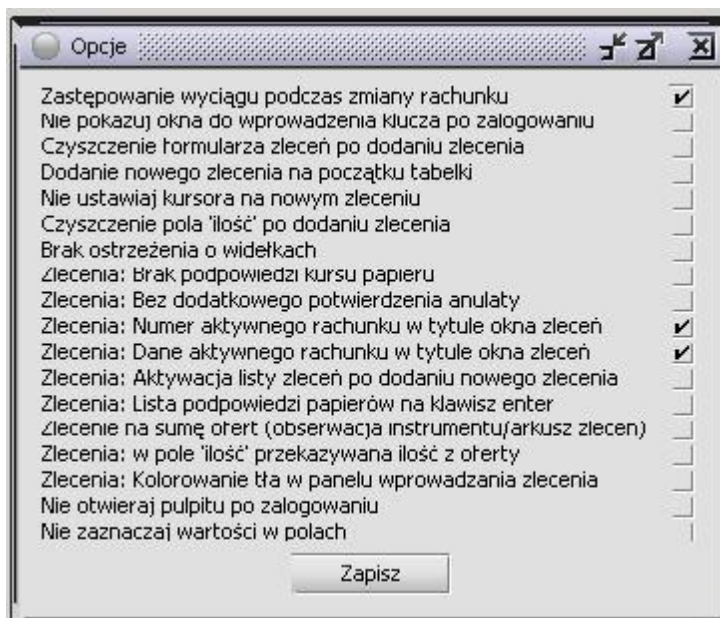 Opcje
Zastępowanie wyciągu podczas zmiany rachunku
Nie pokazuj okna do wprowadzenia klucza po zalogowaniu
Czyszczenie formularza zleceń po dodaniu zlecenia
Dodanie nowego zlecenia na początku tabelki
Nie ustawiaj kursora na nowym zleceniu
Czyszczenie pola 'ilość' po dodaniu zlecenia
Brak ostrzeżenia o widełkach
Zlecenia: Brak podpowiedzi kursu papieru
Zlecenia: Bez dodatkowego potwierdzenia anulaty
Zlecenia: Numer aktywnego rachunku w tytule okna zleceń
Zlecenia: Dane aktywnego rachunku w tytule okna zleceń
Zlecenia: Aktywacja listy zleceń po dodaniu nowego zlecenia
Zlecenia: Lista podpowiedzi papierów na klawisz enter
Zlecenie na sumę ofert (obserwacja instrumentu/arkusz zleceń)
Zlecenia: w pole 'ilość' przekazywana ilość z oferty
Zlecenia: Kolorowanie tła w panelu wprowadzania zlecenia
Nie otwieraj pulpitu po zalogowaniu
Nie zaznaczaj wartości w polach
Zapisz